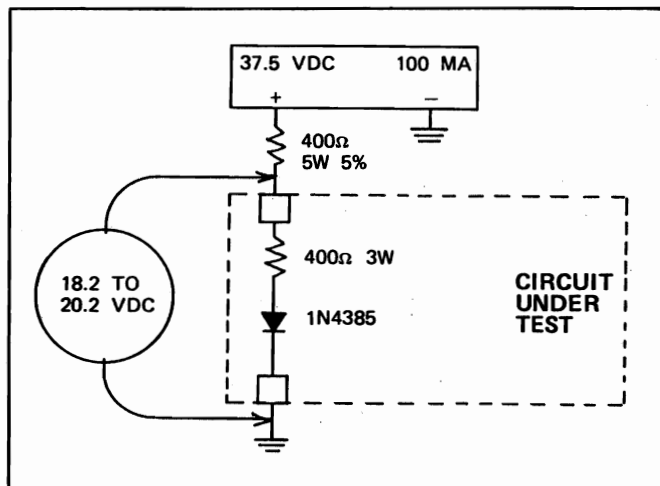 37.5 VDC 100 MA
+ −
400Ω
5W 5%
400Ω 3W
18.2 TO
20.2 VDC
1N4385
CIRCUIT
UNDER
TEST